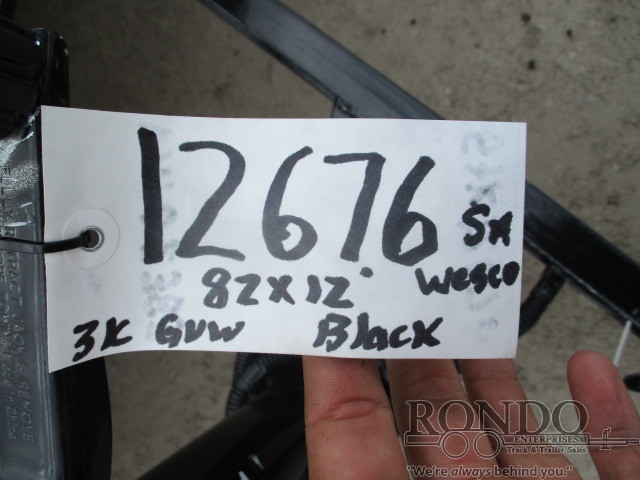 12676 SA
82X12' Wesco
3K GVW Black
RONDO
ENTERPRISES
Truck & Trailer Sales
"We're always behind you."